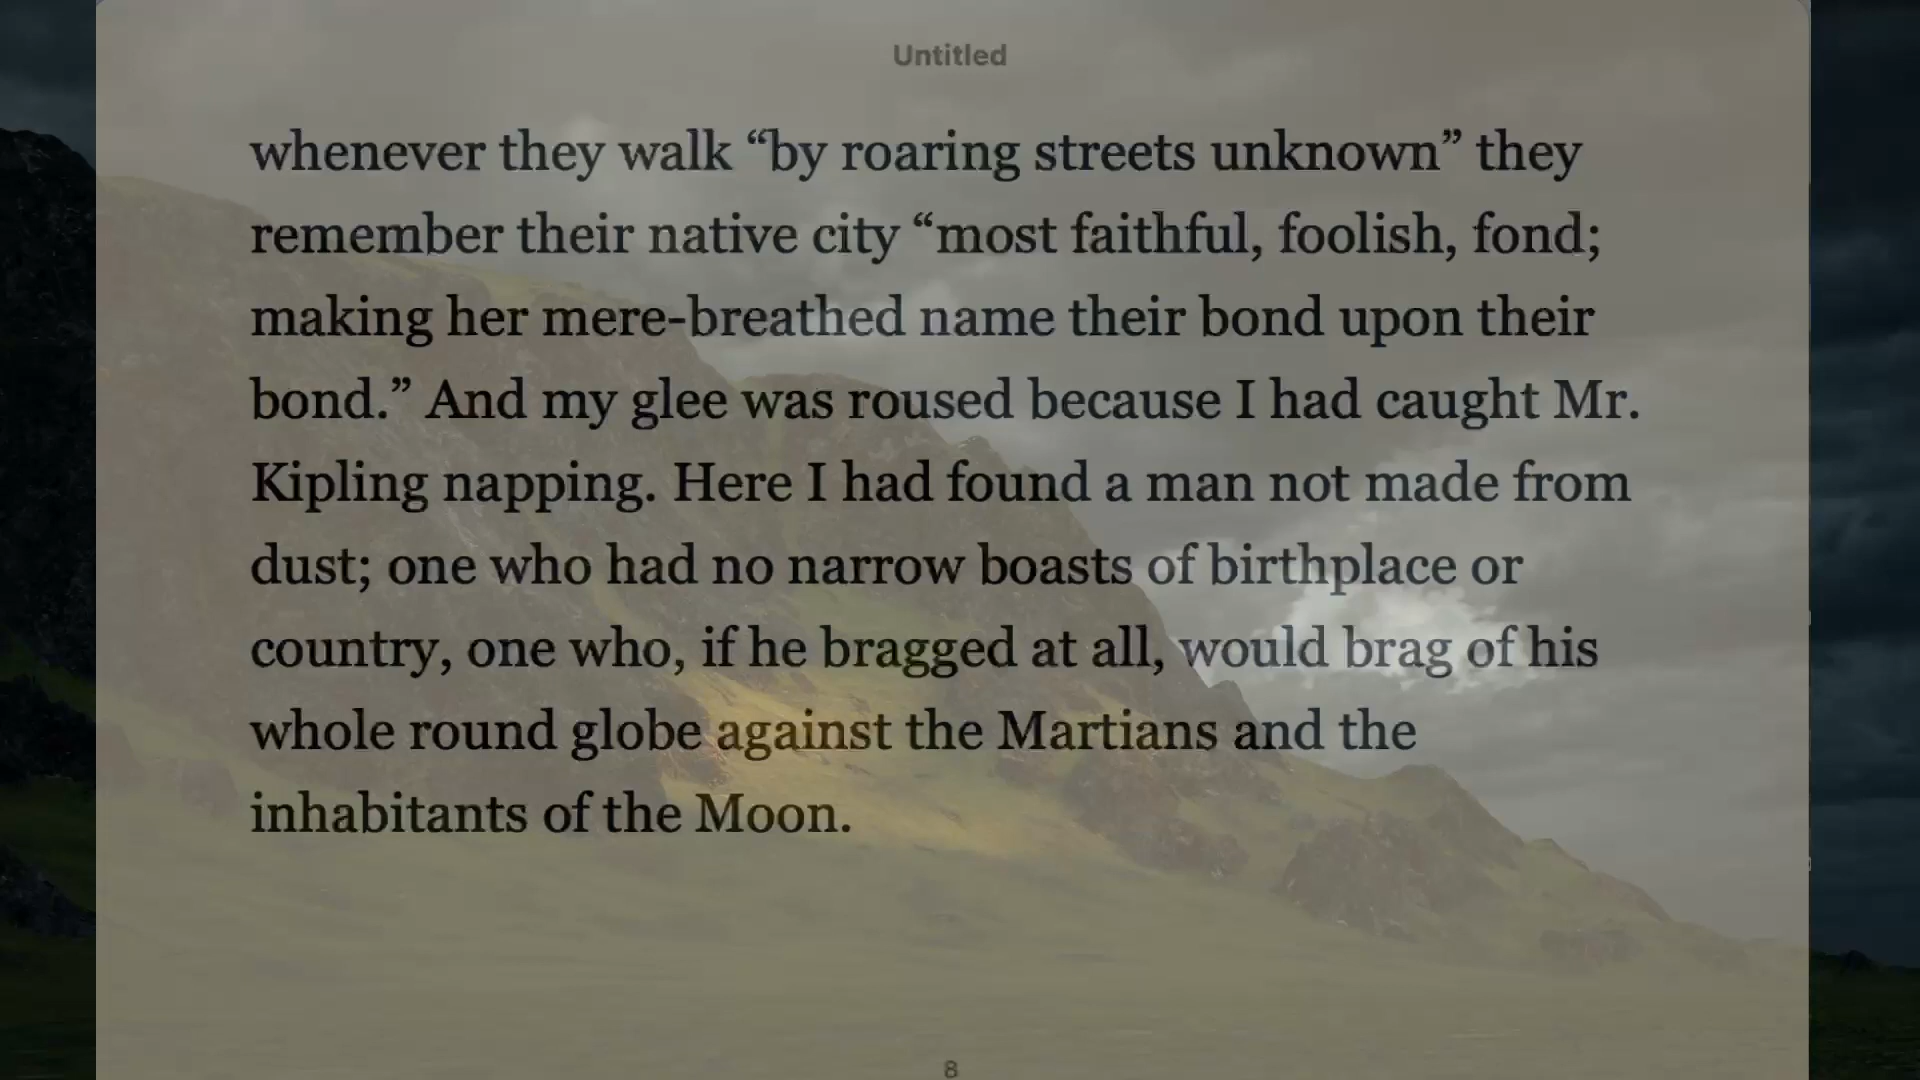 Untitled
whenever they walk “by roaring streets unknown” they
remember their native city “most faithful, foolish, fond;
making her mere-breathed name their bond upon their
bond.” And my glee was roused because I had caught Mr.
Kipling napping. Here I had found a man not made from
dust; one who had no narrow boasts of birthplace or
country, one who, if he bragged at all, would brag of his
whole round globe against the Martians and the
inhabitants of the Moon.
8